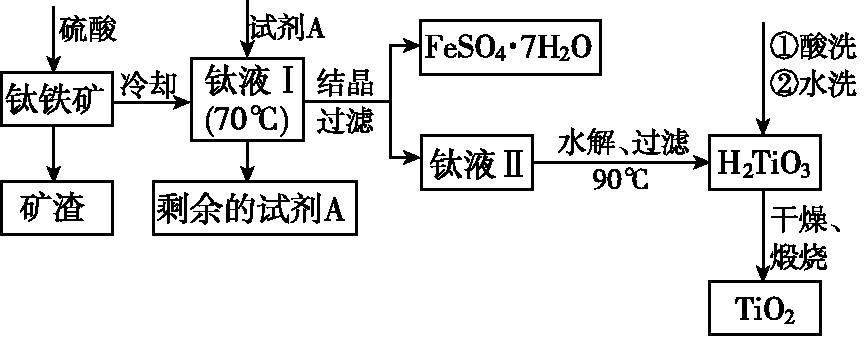 硫酸
试剂A
钛铁矿
冷却
钛液Ⅰ
(70℃)
结晶
过滤
FeSO₄·7H₂O
①酸洗
②水洗
矿渣
剩余的试剂A
钛液Ⅱ
水解、过滤
90℃
H₂TiO₃
干燥、
煅烧
TiO₂